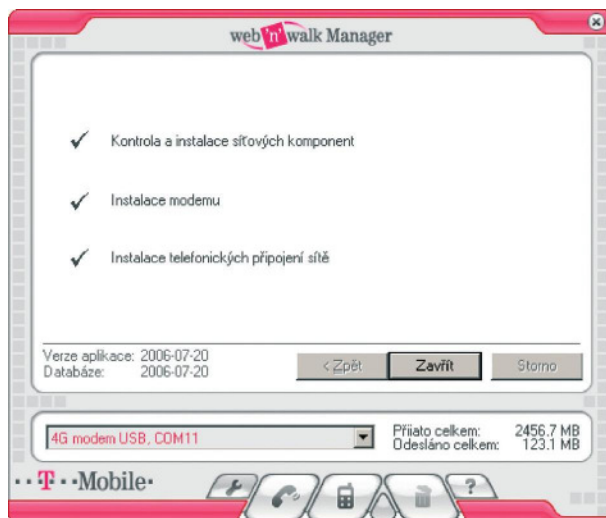 web'n'walk Manager
Kontrola a instalace síťových komponent
Instalace modemu
Instalace telefonických připojení sítě
Verze aplikace: 2006-07-20
Databáze: 2006-07-20
< Zpět Zavřít Storno
4G modem USB, COM11
Přijato celkem: 2456.7 MB
Odesláno celkem: 123.1 MB
··T··Mobile·
?